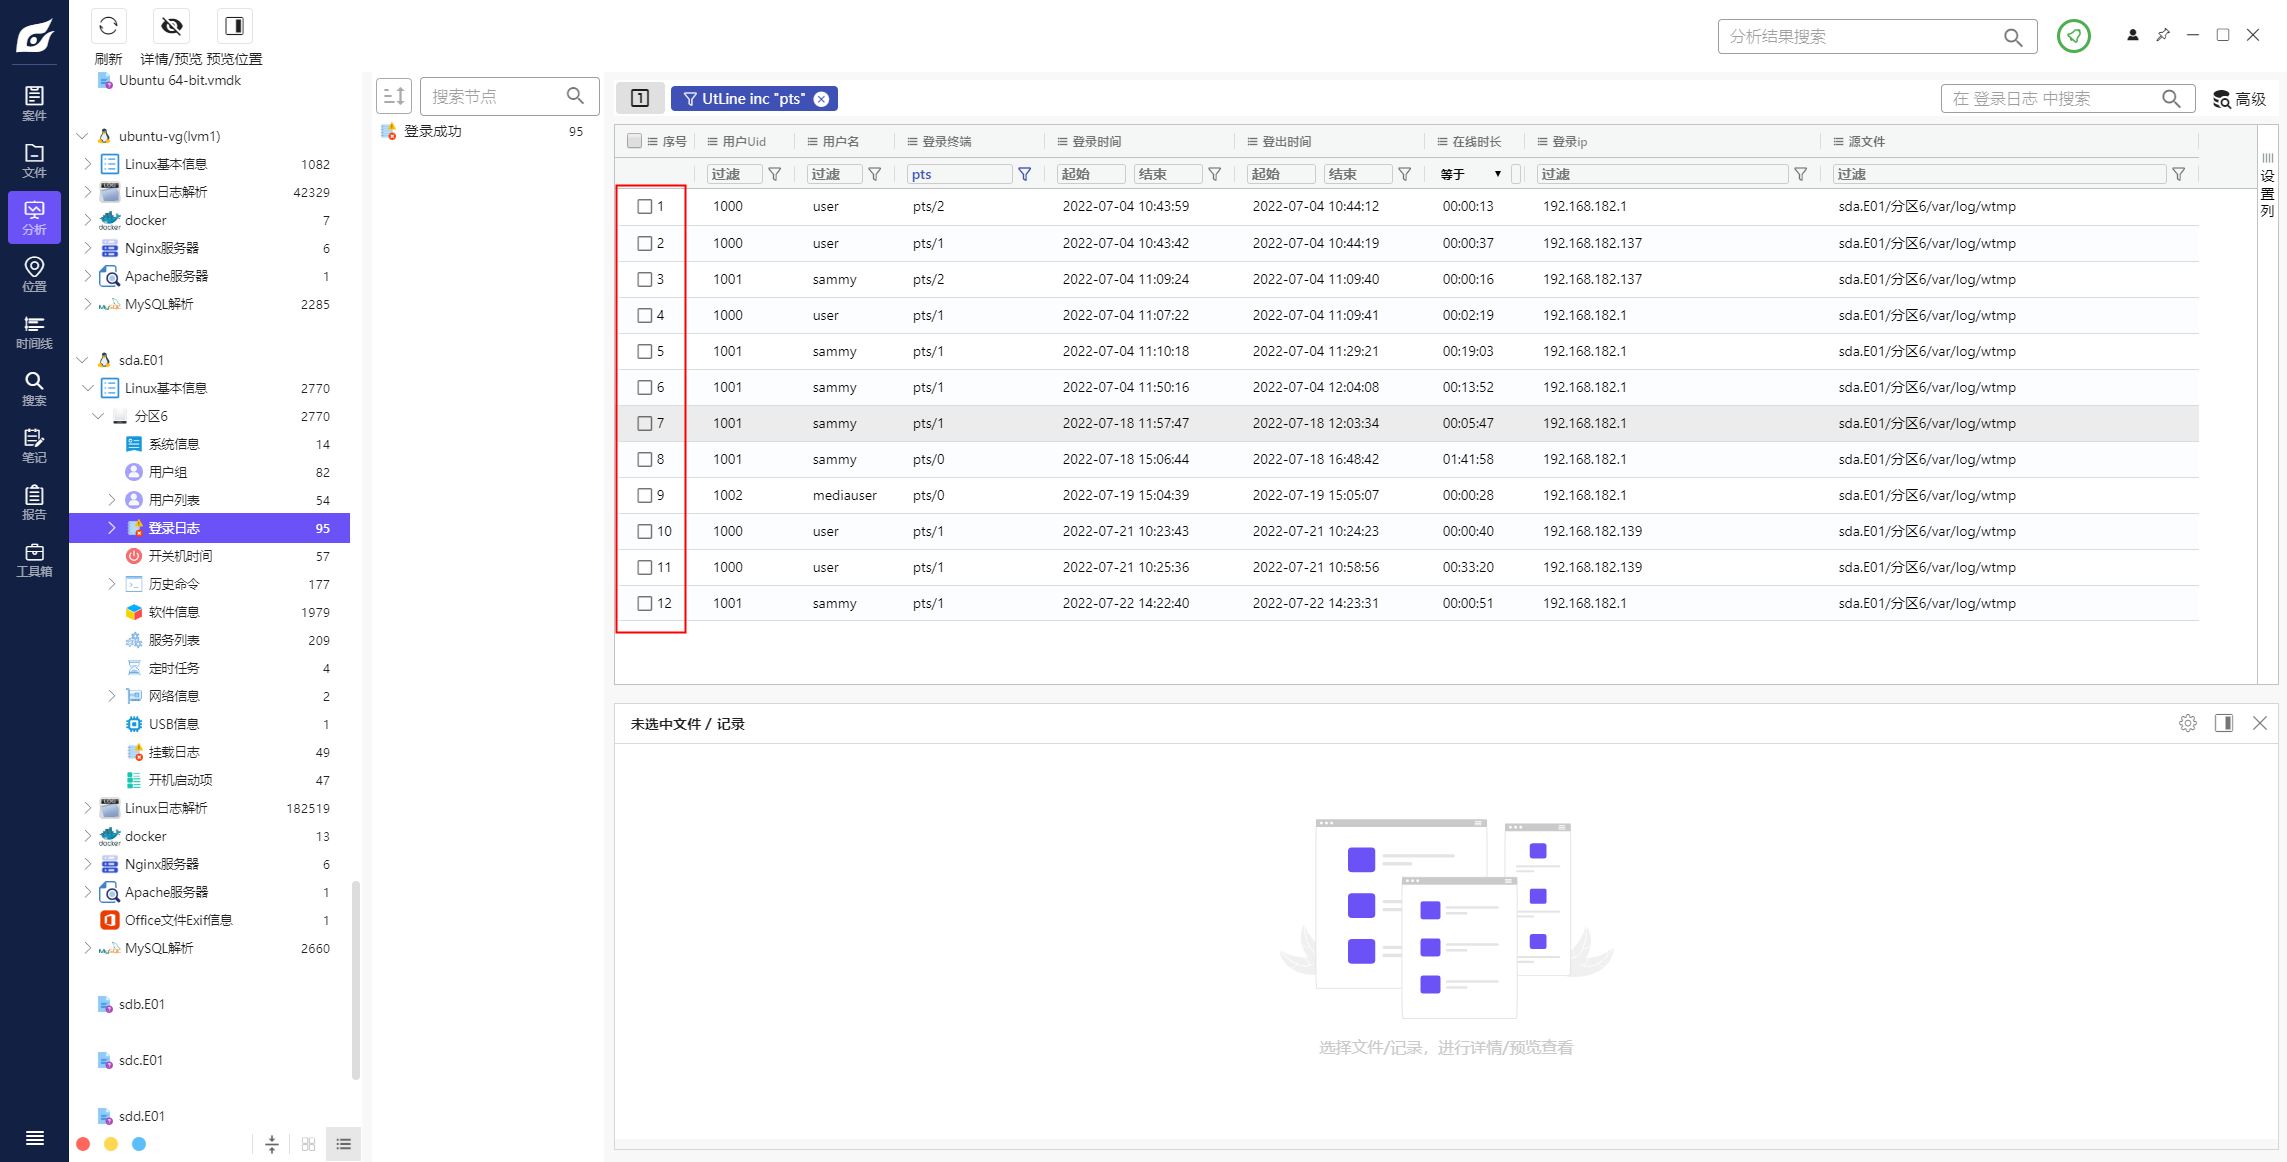 刷新 详情/预览 预览位置
分析结果搜索
案件
文件
分析
位置
时间线
搜索
笔记
报告
工具箱
Ubuntu 64-bit.vmdk
ubuntu-vg(lvm1)
Linux基本信息 1082
Linux日志解析 42329
docker 7
Nginx服务器 6
Apache服务器 1
MySQL解析 2285
sda.E01
Linux基本信息 2770
分区6 2770
系统信息 14
用户组 82
用户列表 54
登录日志 95
开关机时间 57
历史命令 177
软件信息 1979
服务列表 209
定时任务 4
网络信息 2
USB信息 1
挂载日志 49
开机启动项 47
Linux日志解析 182519
docker 13
Nginx服务器 6
Apache服务器 1
Office文件Exif信息 1
MySQL解析 2660
sdb.E01
sdc.E01
sdd.E01
搜索节点
登录成功 95
1 UtLine inc "pts"
在 登录日志 中搜索 高级
序号 用户Uid 用户名 登录终端 登录时间 登出时间 在线时长 登录ip 源文件
过滤 过滤 pts 起始 结束 起始 结束 等于 过滤 过滤
1 1000 user pts/2 2022-07-04 10:43:59 2022-07-04 10:44:12 00:00:13 192.168.182.1 sda.E01/分区6/var/log/wtmp
2 1000 user pts/1 2022-07-04 10:43:42 2022-07-04 10:44:19 00:00:37 192.168.182.137 sda.E01/分区6/var/log/wtmp
3 1001 sammy pts/2 2022-07-04 11:09:24 2022-07-04 11:09:40 00:00:16 192.168.182.137 sda.E01/分区6/var/log/wtmp
4 1000 user pts/1 2022-07-04 11:07:22 2022-07-04 11:09:41 00:02:19 192.168.182.1 sda.E01/分区6/var/log/wtmp
5 1001 sammy pts/1 2022-07-04 11:10:18 2022-07-04 11:29:21 00:19:03 192.168.182.1 sda.E01/分区6/var/log/wtmp
6 1001 sammy pts/1 2022-07-04 11:50:16 2022-07-04 12:04:08 00:13:52 192.168.182.1 sda.E01/分区6/var/log/wtmp
7 1001 sammy pts/1 2022-07-18 11:57:47 2022-07-18 12:03:34 00:05:47 192.168.182.1 sda.E01/分区6/var/log/wtmp
8 1001 sammy pts/0 2022-07-18 15:06:44 2022-07-18 16:48:42 01:41:58 192.168.182.1 sda.E01/分区6/var/log/wtmp
9 1002 mediauser pts/0 2022-07-19 15:04:39 2022-07-19 15:05:07 00:00:28 192.168.182.1 sda.E01/分区6/var/log/wtmp
10 1000 user pts/1 2022-07-21 10:23:43 2022-07-21 10:24:23 00:00:40 192.168.182.139 sda.E01/分区6/var/log/wtmp
11 1000 user pts/1 2022-07-21 10:25:36 2022-07-21 10:58:56 00:33:20 192.168.182.139 sda.E01/分区6/var/log/wtmp
12 1001 sammy pts/1 2022-07-22 14:22:40 2022-07-22 14:23:31 00:00:51 192.168.182.1 sda.E01/分区6/var/log/wtmp
设置列
未选中文件 / 记录
选择文件/记录，进行详情/预览查看